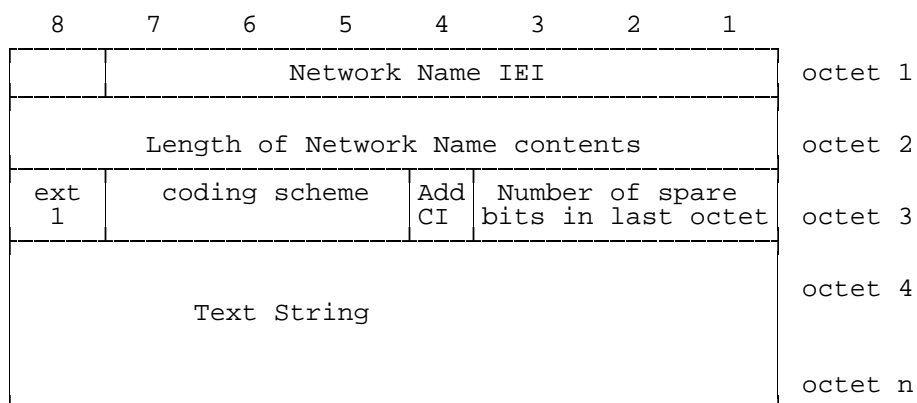 8 7 6 5 4 3 2 1
Network Name IEI octet 1
Length of Network Name contents octet 2
ext coding scheme Add Number of spare
1 CI bits in last octet octet 3
octet 4
Text String
octet n